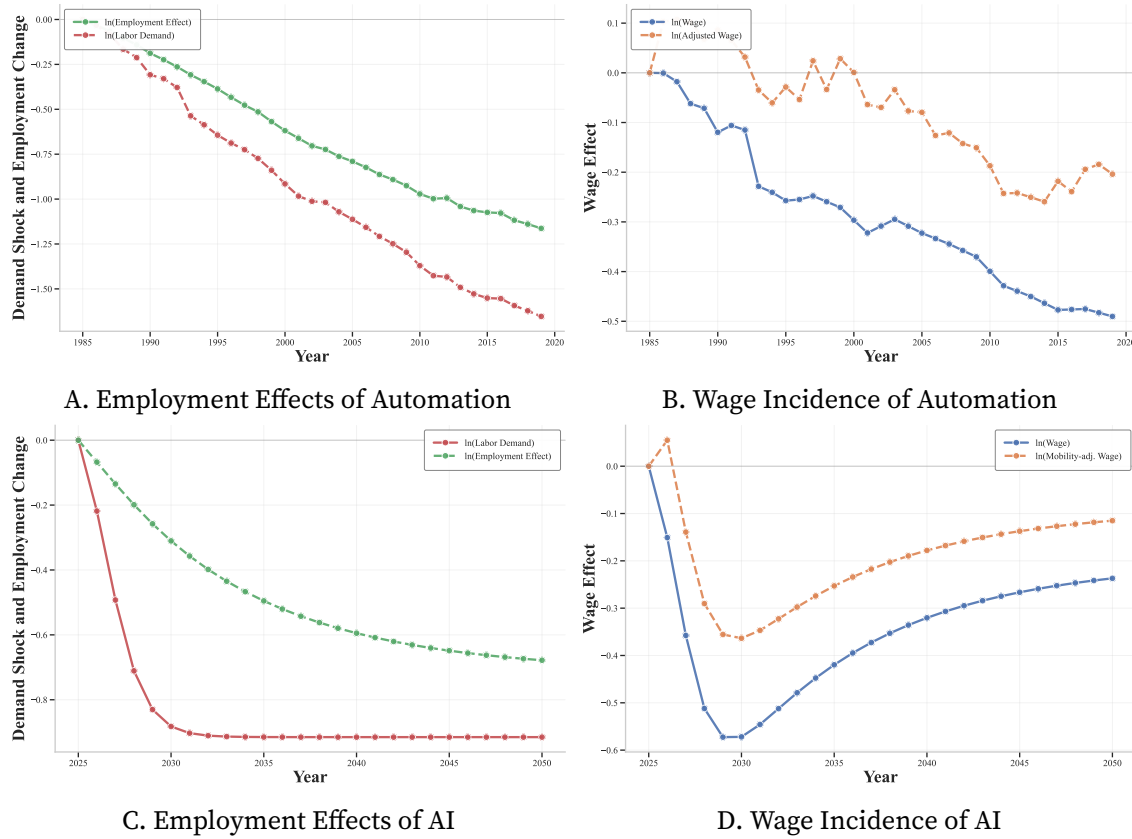 Demand Shock and Employment Change
0.00
−0.25
−0.50
−0.75
−1.00
−1.25
−1.50
ln(Employment Effect)
ln(Labor Demand)
1985
1990
1995
2000
2005
2010
2015
2020
Year
A. Employment Effects of Automation
Wage Effect
0.1
0.0
−0.1
−0.2
−0.3
−0.4
−0.5
ln(Wage)
ln(Adjusted Wage)
1985
1990
1995
2000
2005
2010
2015
2020
Year
B. Wage Incidence of Automation
Demand Shock and Employment Change
0.0
−0.2
−0.4
−0.6
−0.8
ln(Labor Demand)
ln(Employment Effect)
2025
2030
2035
2040
2045
2050
Year
C. Employment Effects of AI
Wage Effect
0.0
−0.1
−0.2
−0.3
−0.4
−0.5
−0.6
ln(Wage)
ln(Mobility-adj. Wage)
2025
2030
2035
2040
2045
2050
Year
D. Wage Incidence of AI